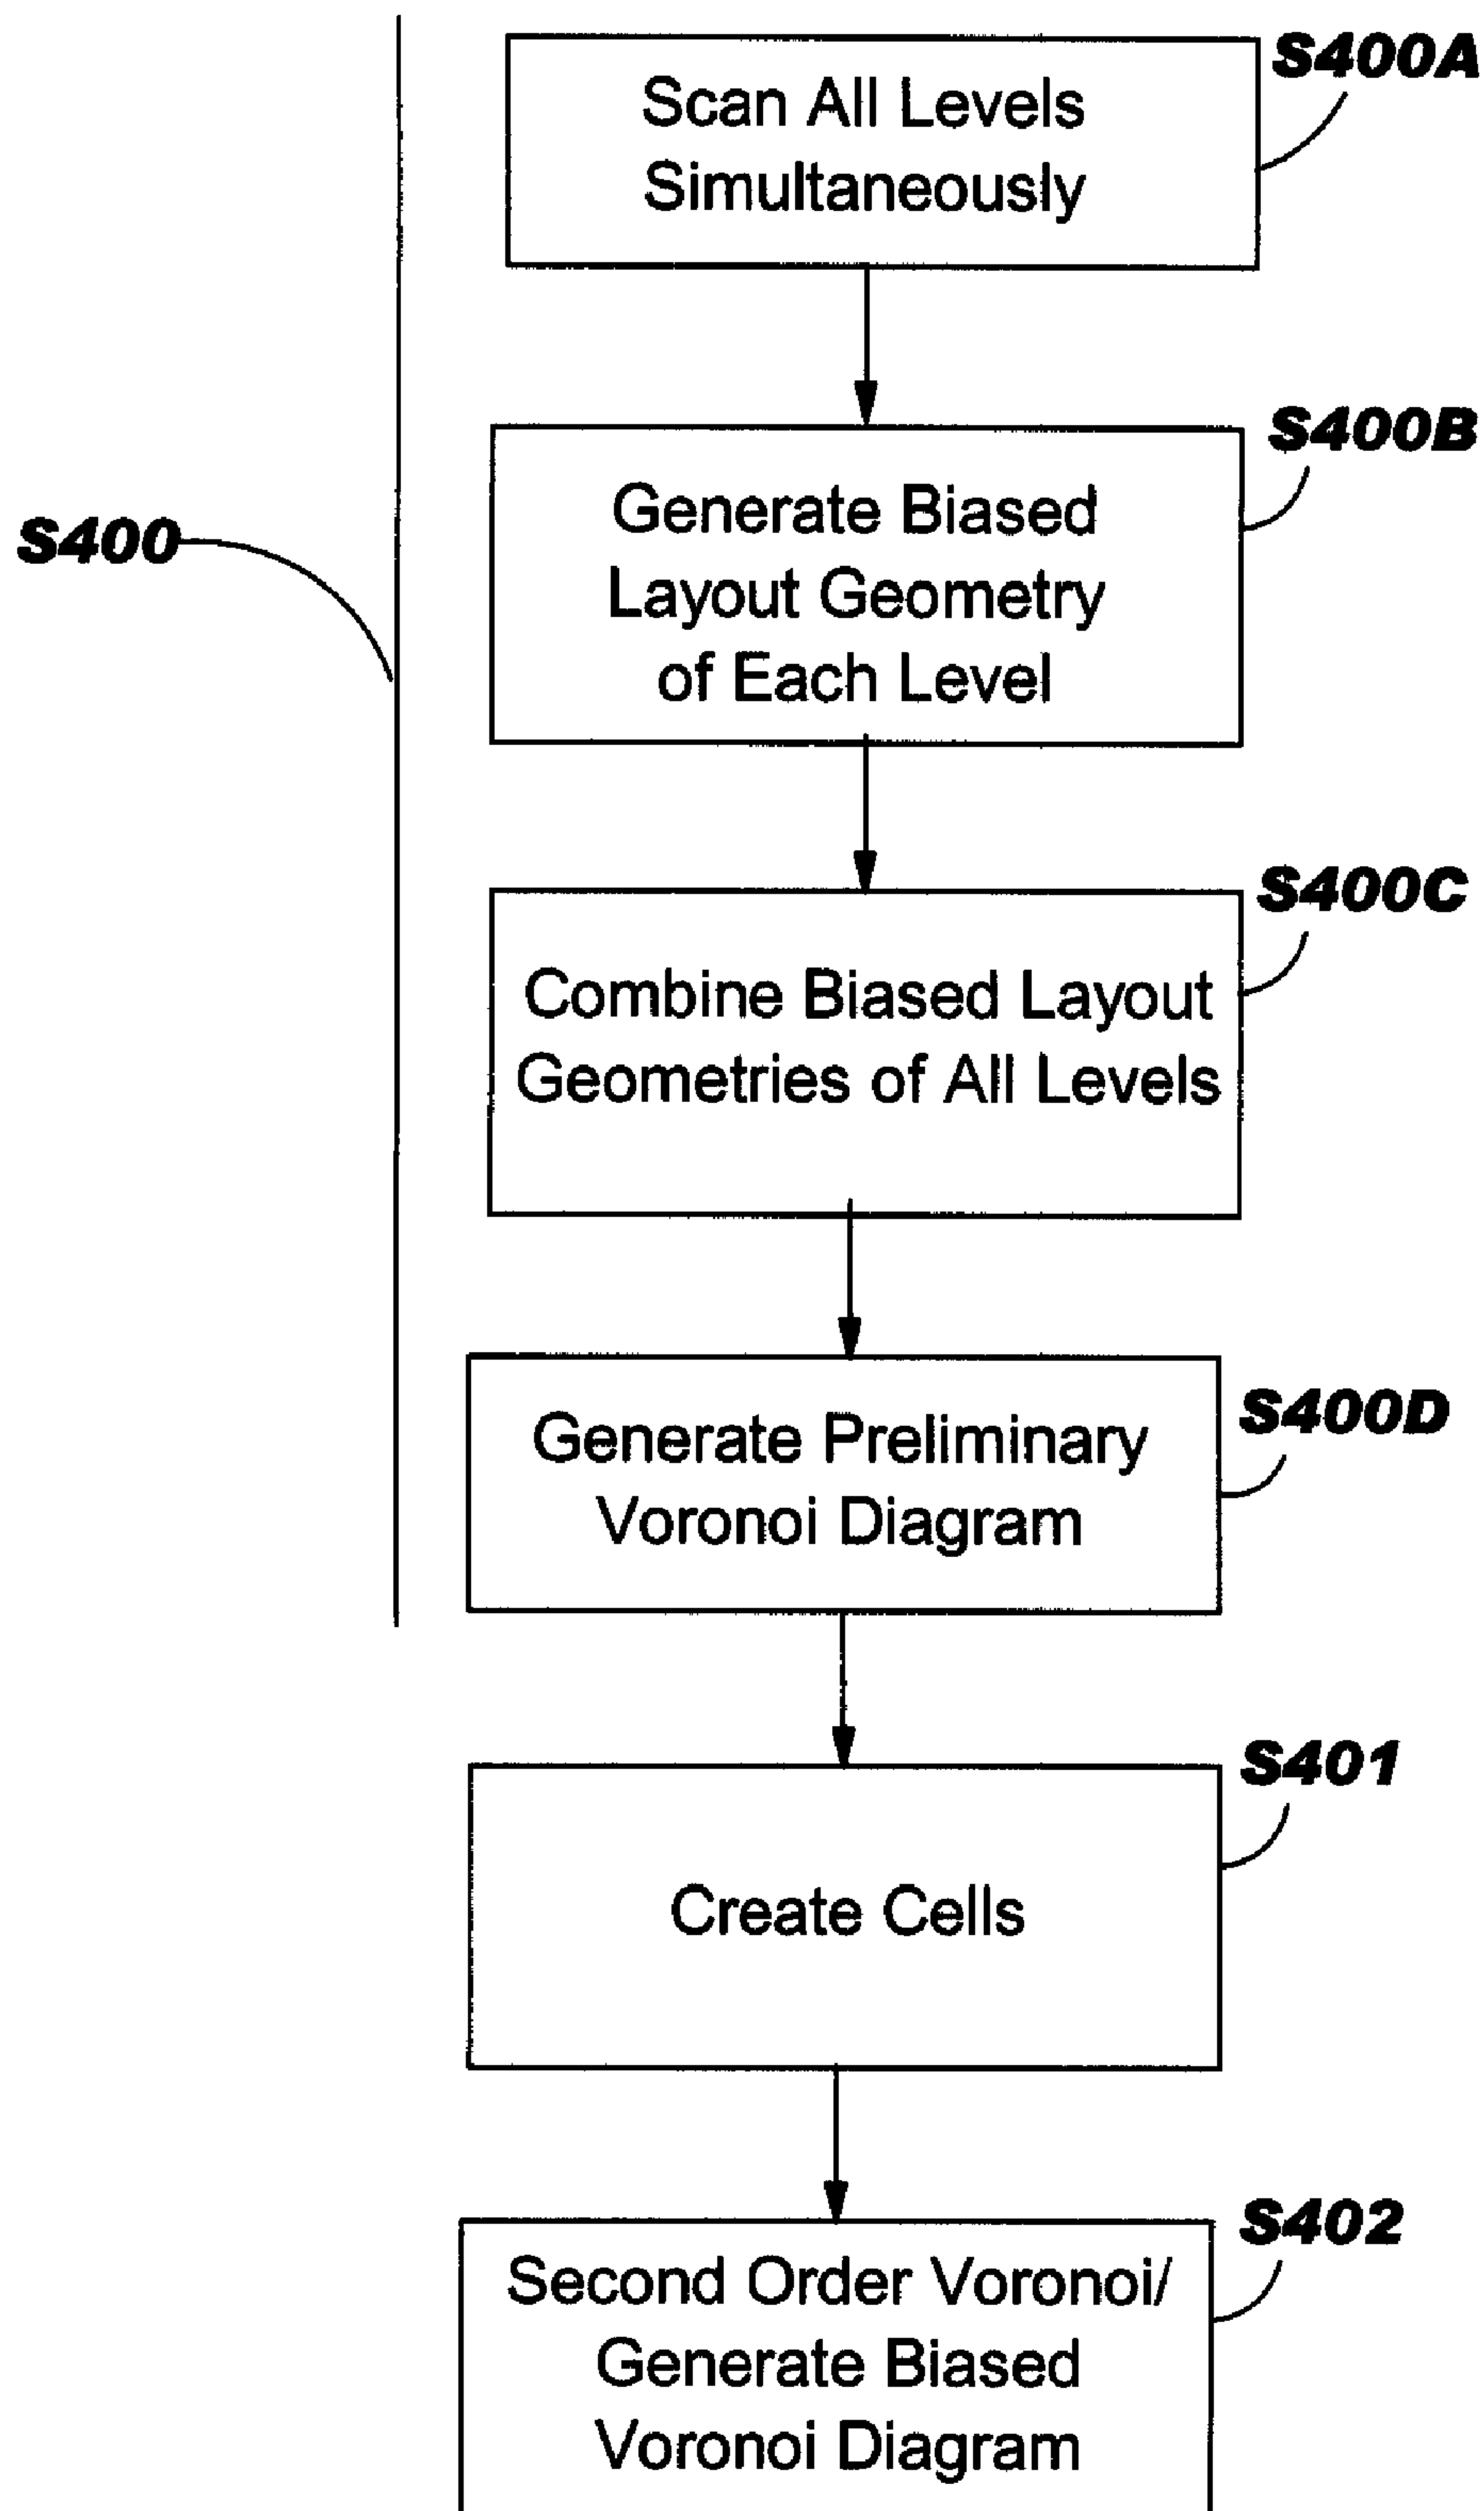 S400A
Scan All Levels
Simultaneously
S400B
Generate Biased
Layout Geometry
of Each Level
S400
S400C
Combine Biased Layout
Geometries of All Levels
S400D
Generate Preliminary
Voronoi Diagram
S401
Create Cells
S402
Second Order Voronoi/
Generate Biased
Voronoi Diagram